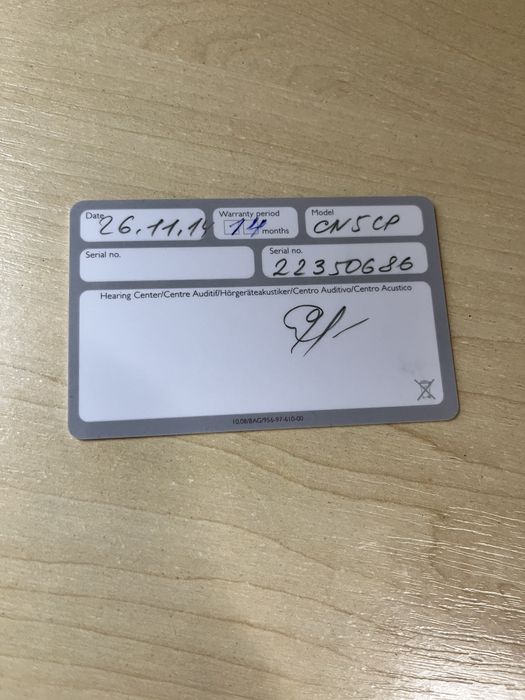 Date 26.11.14 Warranty period 14 months Model CN5CP
Serial no. Serial no. 22350686
Hearing Center/Centre Auditif/Hörgeräteakustiker/Centro Auditivo/Centro Acustico
10.08/BAG/956-97-610-00